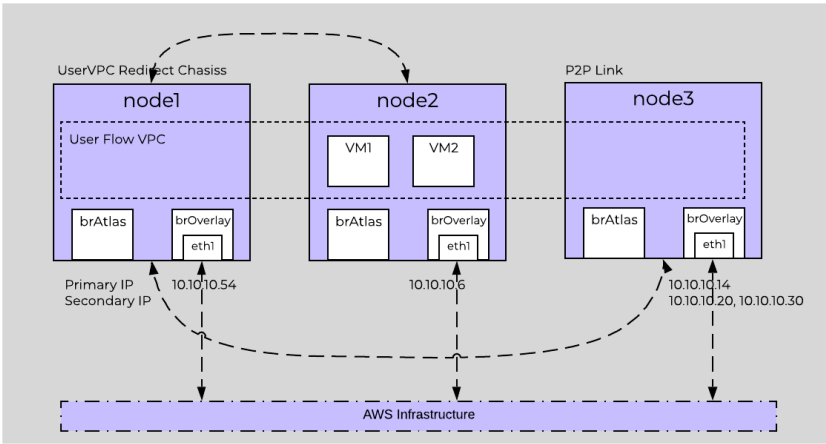 UserVPC Redirect Chasiss
P2P Link
node1
node2
node3
User Flow VPC
VM1
VM2
brAtlas
brOverlay
eth1
brAtlas
brOverlay
eth1
brAtlas
brOverlay
eth1
Primary IP
10.10.10.54
10.10.10.6
10.10.10.14
Secondary IP
10.10.10.20, 10.10.10.30
AWS Infrastructure